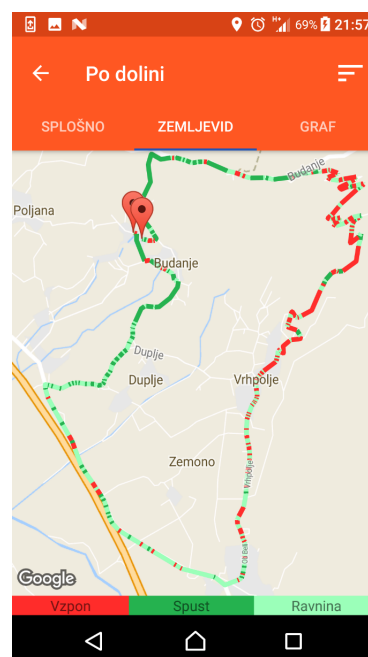 69% 21:57
Po dolini
SPLOŠNO ZEMLJEVID GRAF
Budanje
Poljana
Budanje
Duplje
Duplje
Vrhpolje
Vrhpolje
Zemono
Google
Vzpon Spust Ravnina